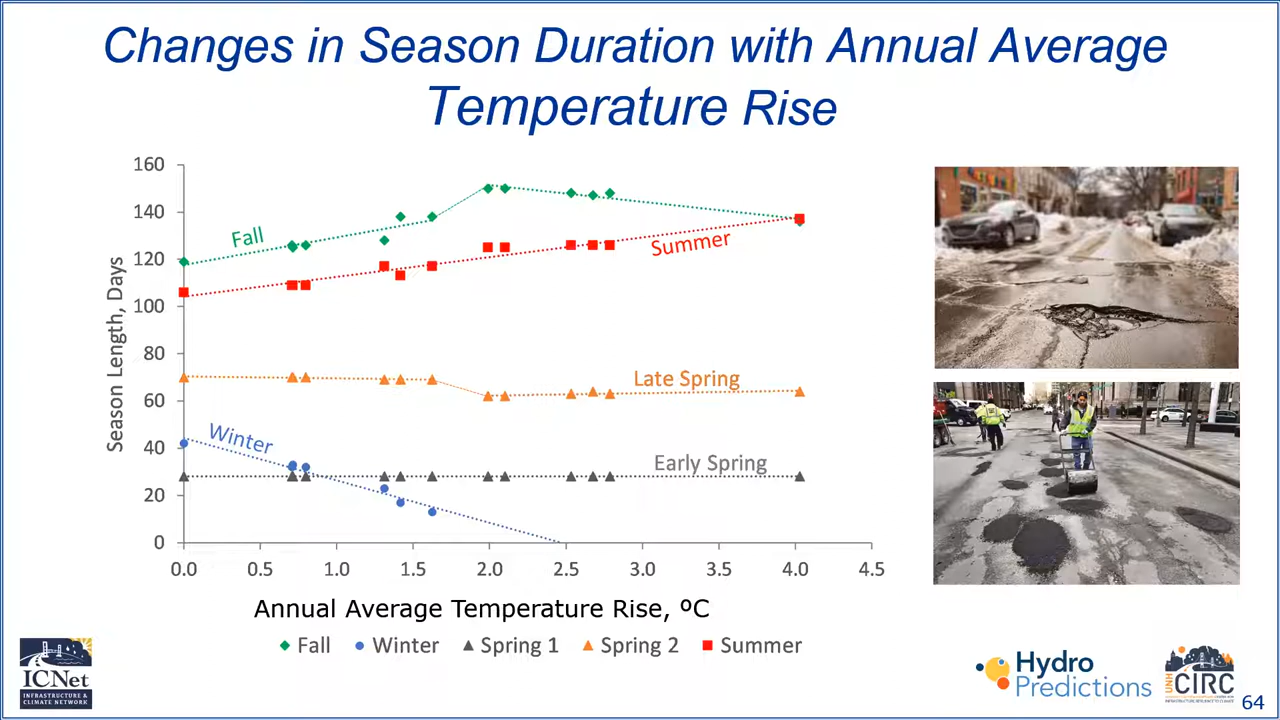 Changes in Season Duration with Annual Average
Temperature Rise
Season Length, Days
160
140
120
100
80
60
40
20
0
Fall
Summer
Late Spring
Winter
Early Spring
0.0 0.5 1.0 1.5 2.0 2.5 3.0 3.5 4.0 4.5
Annual Average Temperature Rise, ºC
Fall Winter Spring 1 Spring 2 Summer
ICNet
INFRASTRUCTURE &
CLIMATE NETWORK
Hydro
Predictions
UNH
CIRC
64